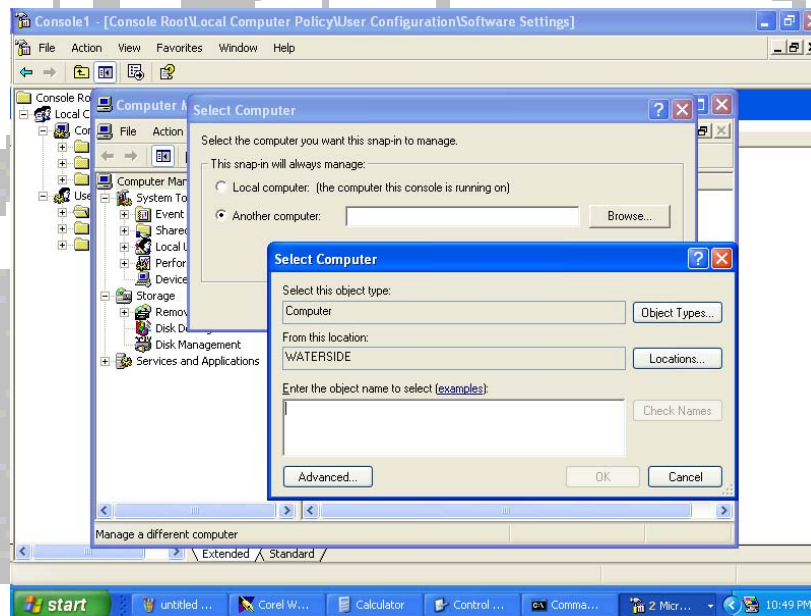 Console1 - [Console Root\Local Computer Policy\User Configuration\Software Settings]
File Action View Favorites Window Help
Console Ro
Local C
Cor
Use
Computer M
File Action
Computer Mar
System To
Event
Shared
Local U
Perfor
Device
Storage
Remov
Disk De
Disk Management
Services and Applications
Manage a different computer
Select Computer
Select the computer you want this snap-in to manage.
This snap-in will always manage:
Local computer: (the computer this console is running on)
Another computer:
Browse...
Select Computer
Select this object type:
Computer
Object Types...
From this location:
WATERSIDE
Locations...
Enter the object name to select (examples):
Check Names
Advanced...
OK
Cancel
Extended Standard
start
untitled ...
Corel W...
Calculator
Control ...
Comma...
2 Micr...
10:49 PM